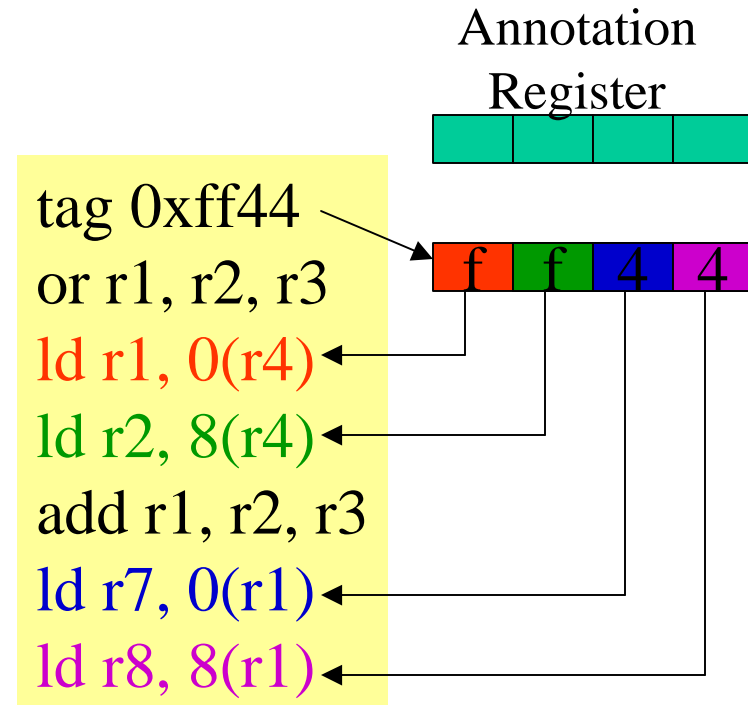 Annotation
Register
tag 0xff44
f f 4 4
or r1, r2, r3
ld r1, 0(r4)
ld r2, 8(r4)
add r1, r2, r3
ld r7, 0(r1)
ld r8, 8(r1)